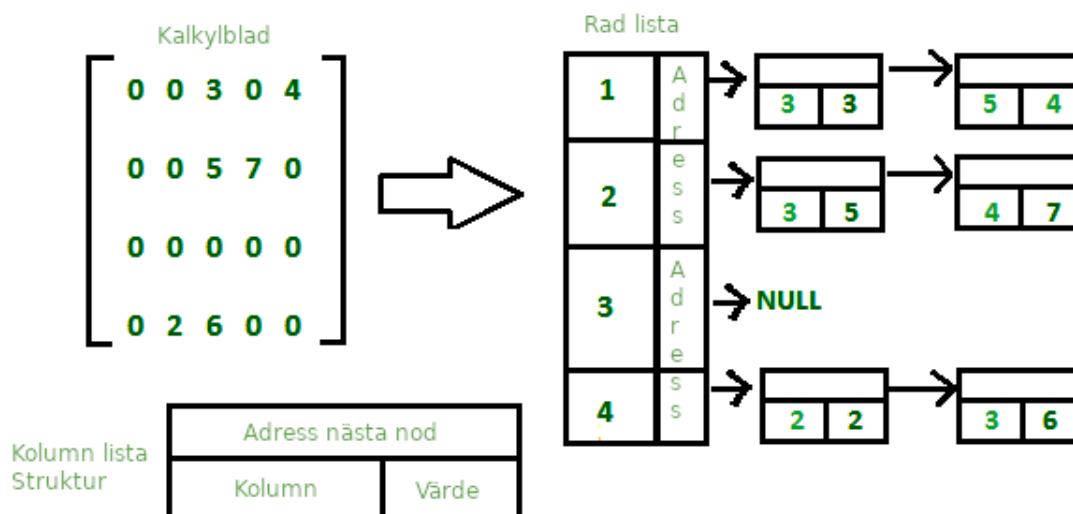 Kalkylblad
0 0 3 0 4
0 0 5 7 0
0 0 0 0 0
0 2 6 0 0
Rad lista
1 Adress 3 3 5 4
2 3 5 4 7
3 Adress NULL
4 2 2 3 6
Kolumn lista
Struktur
Adress nästa nod
Kolumn Värde